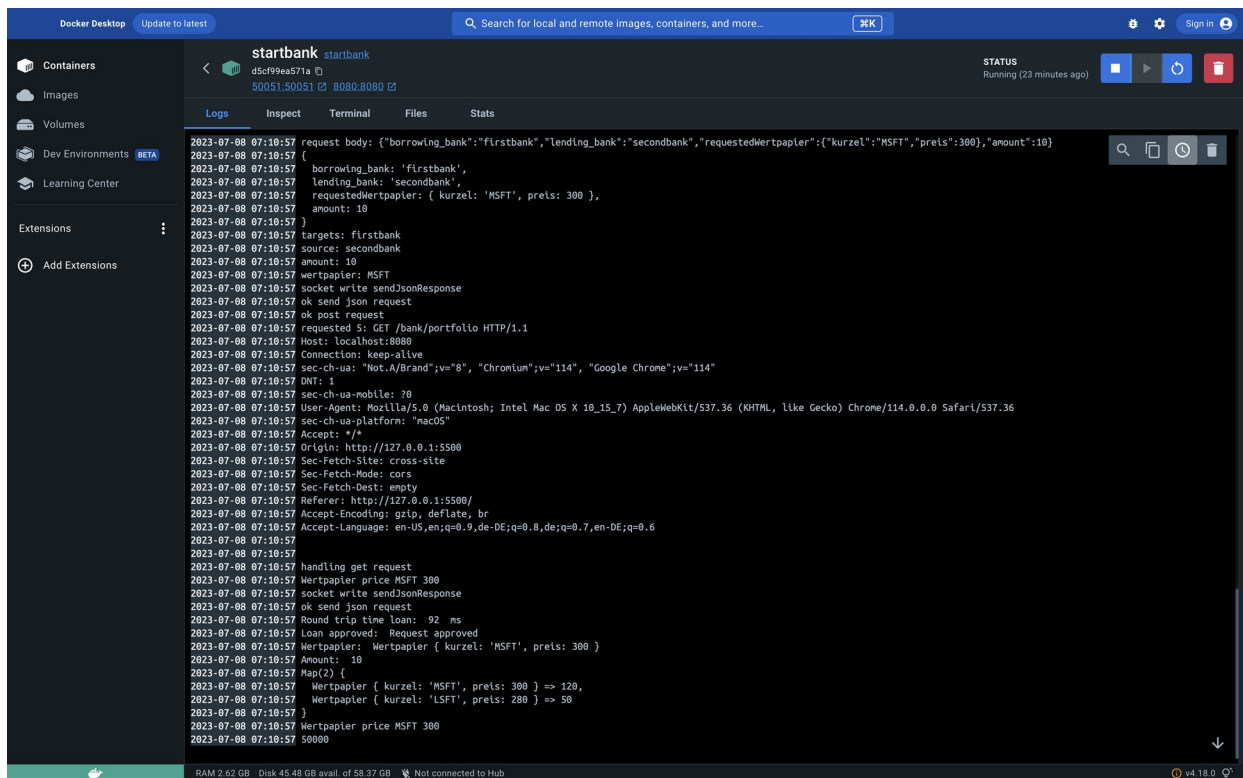 Docker Desktop Update to latest Search for local and remote images, containers, and more... ⌘K Sign in
Containers
Images
Volumes
Dev Environments BETA
Learning Center
Extensions
Add Extensions
startbank startbank
d5cf99ea571a
50051:50051 8080:8080
STATUS
Running (23 minutes ago)
Logs Inspect Terminal Files Stats
2023-07-08 07:10:57 request body: {"borrowing_bank":"firstbank","lending_bank":"secondbank","requestedWertpapier":{"kurzel":"MSFT","preis":300},"amount":10}
2023-07-08 07:10:57 {
2023-07-08 07:10:57   borrowing_bank: 'firstbank',
2023-07-08 07:10:57   lending_bank: 'secondbank',
2023-07-08 07:10:57   requestedWertpapier: { kurzel: 'MSFT', preis: 300 },
2023-07-08 07:10:57   amount: 10
2023-07-08 07:10:57 }
2023-07-08 07:10:57 targets: firstbank
2023-07-08 07:10:57 source: secondbank
2023-07-08 07:10:57 amount: 10
2023-07-08 07:10:57 wertpapier: MSFT
2023-07-08 07:10:57 socket write sendJsonResponse
2023-07-08 07:10:57 ok send json request
2023-07-08 07:10:57 ok post request
2023-07-08 07:10:57 requested 5: GET /bank/portfolio HTTP/1.1
2023-07-08 07:10:57 Host: localhost:8080
2023-07-08 07:10:57 Connection: keep-alive
2023-07-08 07:10:57 sec-ch-ua: "Not.A/Brand";v="8", "Chromium";v="114", "Google Chrome";v="114"
2023-07-08 07:10:57 DNT: 1
2023-07-08 07:10:57 sec-ch-ua-mobile: ?0
2023-07-08 07:10:57 User-Agent: Mozilla/5.0 (Macintosh; Intel Mac OS X 10_15_7) AppleWebKit/537.36 (KHTML, like Gecko) Chrome/114.0.0.0 Safari/537.36
2023-07-08 07:10:57 sec-ch-ua-platform: "macOS"
2023-07-08 07:10:57 Accept: */*
2023-07-08 07:10:57 Origin: http://127.0.0.1:5500
2023-07-08 07:10:57 Sec-Fetch-Site: cross-site
2023-07-08 07:10:57 Sec-Fetch-Mode: cors
2023-07-08 07:10:57 Sec-Fetch-Dest: empty
2023-07-08 07:10:57 Referer: http://127.0.0.1:5500/
2023-07-08 07:10:57 Accept-Encoding: gzip, deflate, br
2023-07-08 07:10:57 Accept-Language: en-US,en;q=0.9,de-DE;q=0.8,de;q=0.7,en-DE;q=0.6
2023-07-08 07:10:57
2023-07-08 07:10:57
2023-07-08 07:10:57 handling get request
2023-07-08 07:10:57 Wertpapier price MSFT 300
2023-07-08 07:10:57 socket write sendJsonResponse
2023-07-08 07:10:57 ok send json request
2023-07-08 07:10:57 Round trip time loan:  92  ms
2023-07-08 07:10:57 Loan approved:  Request approved
2023-07-08 07:10:57 Wertpapier:  Wertpapier { kurzel: 'MSFT', preis: 300 }
2023-07-08 07:10:57 Amount:  10
2023-07-08 07:10:57 Map(2) {
2023-07-08 07:10:57   Wertpapier { kurzel: 'MSFT', preis: 300 } => 120,
2023-07-08 07:10:57   Wertpapier { kurzel: 'LSFT', preis: 280 } => 50
2023-07-08 07:10:57 }
2023-07-08 07:10:57 Wertpapier price MSFT 300
2023-07-08 07:10:57 50000
RAM 2.62 GB Disk 45.48 GB avail. of 58.37 GB Not connected to Hub v4.18.0